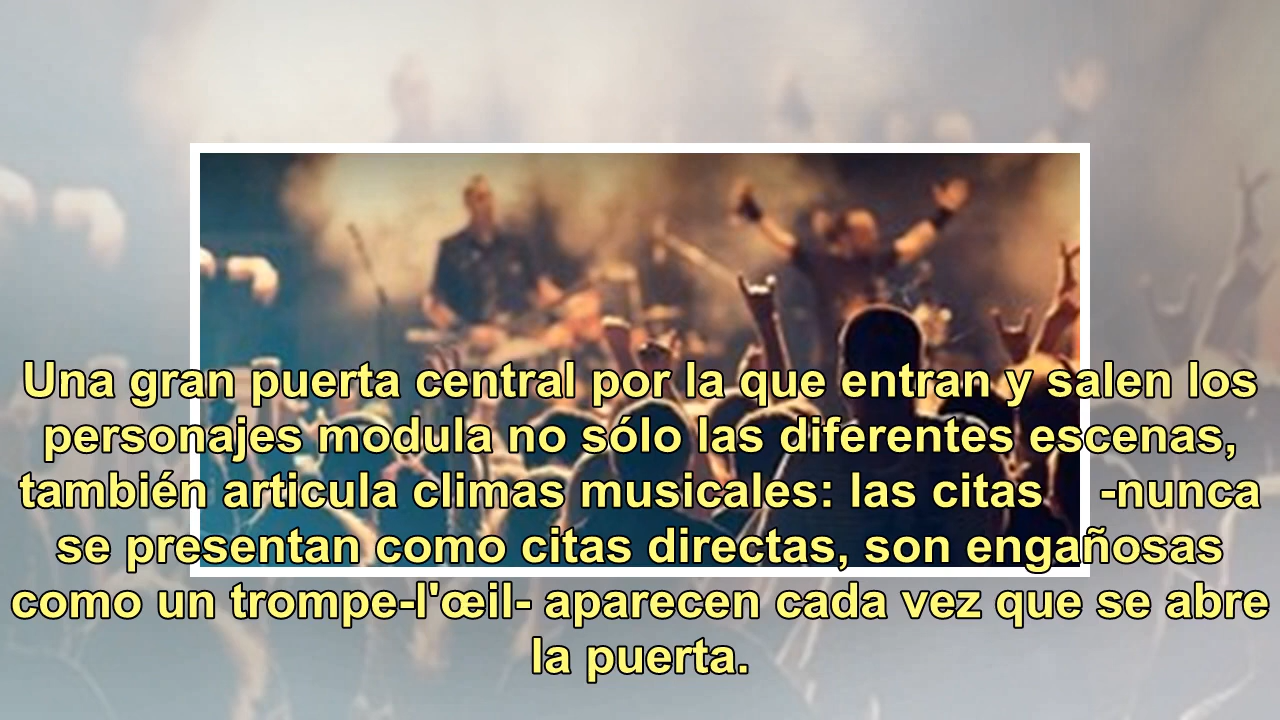 Una gran puerta central por la que entran y salen los
personajes modula no sólo las diferentes escenas,
también articula climas musicales: las citas    -nunca
se presentan como citas directas, son engañosas
como un trompe-l'œil- aparecen cada vez que se abre
la puerta.